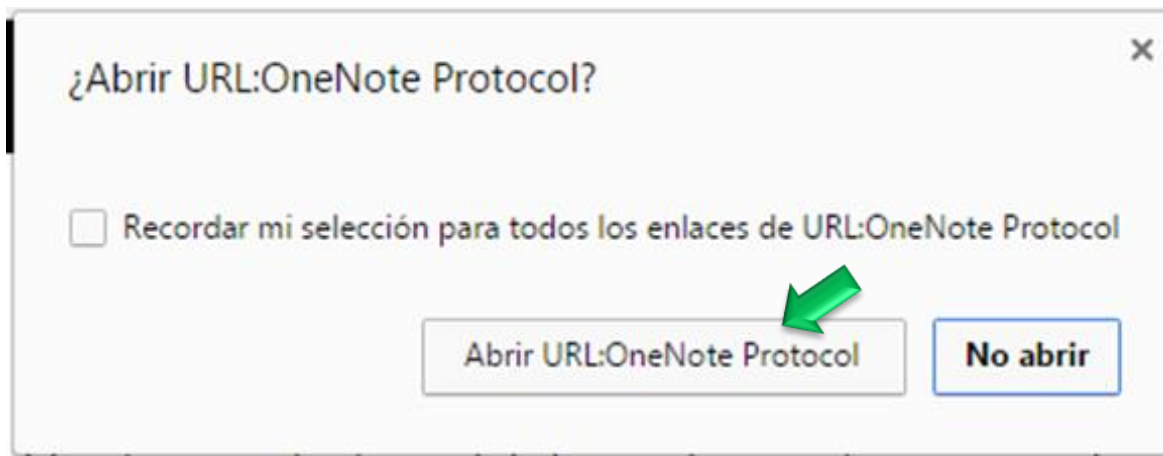 ¿Abrir URL:OneNote Protocol?
Recordar mi selección para todos los enlaces de URL:OneNote Protocol
Abrir URL:OneNote Protocol
No abrir